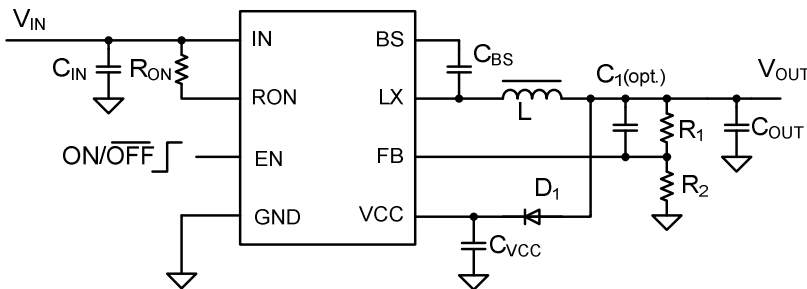 VIN
IN
BS
CIN
RON
CBS
C1(opt.)
VOUT
RON
LX
L
R1
COUT
ON/OFF
EN
FB
D1
R2
GND
VCC
CVCC